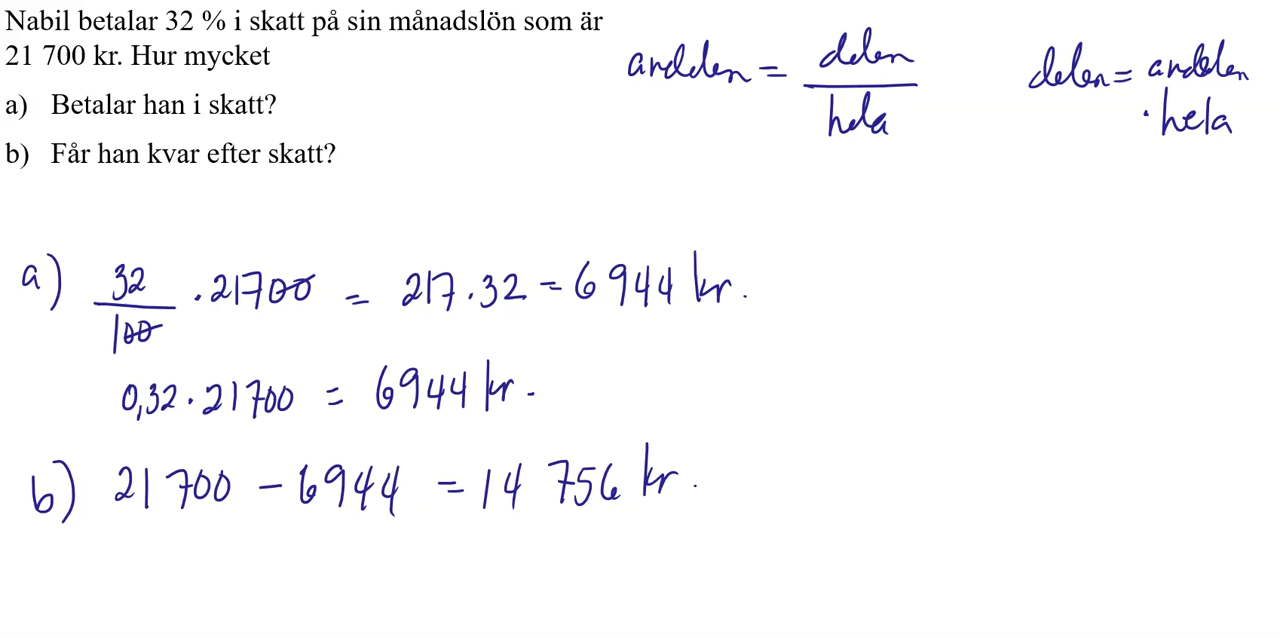 Nabil betalar 32 % i skatt på sin månadslön som är
21 700 kr. Hur mycket
a) Betalar han i skatt?
b) Får han kvar efter skatt?
andelen = delen / hela
delen = andelen
· hela
a) 32/100 · 21700 = 217 · 32 = 6944 kr.
0,32 · 21700 = 6944 kr.
b) 21 700 - 6944 = 14 756 kr.